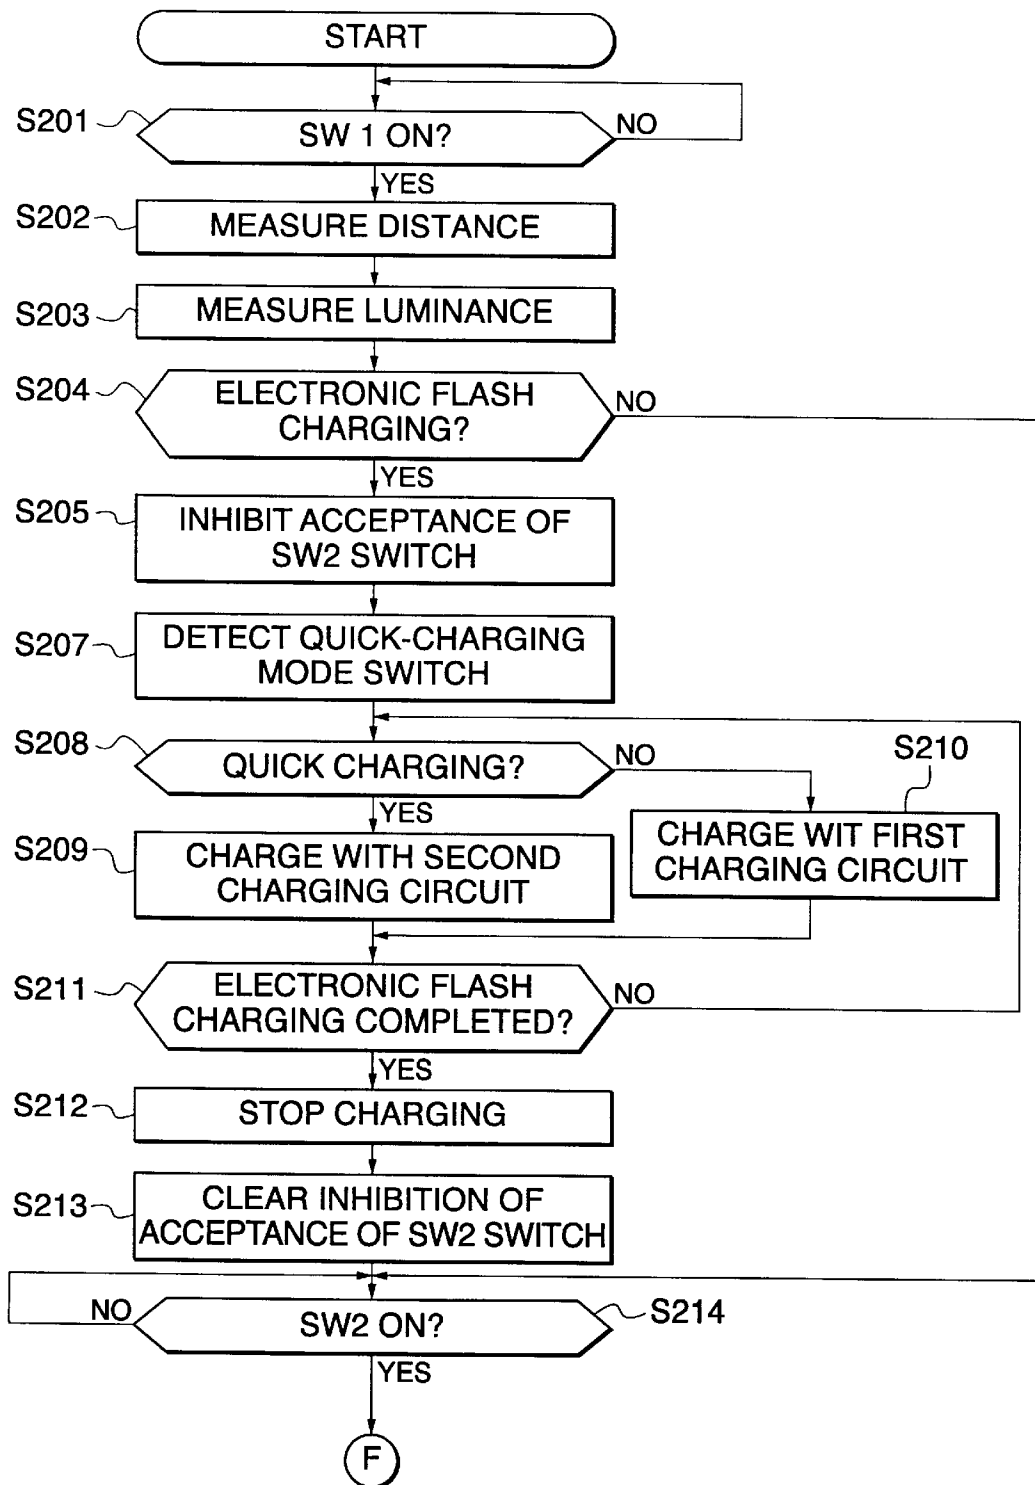 START
S201
SW 1 ON?
NO
YES
S202
MEASURE DISTANCE
S203
MEASURE LUMINANCE
S204
ELECTRONIC FLASH
CHARGING?
NO
YES
S205
INHIBIT ACCEPTANCE OF
SW2 SWITCH
S207
DETECT QUICK-CHARGING
MODE SWITCH
S208
QUICK CHARGING?
NO
S210
YES
S209
CHARGE WITH SECOND
CHARGING CIRCUIT
CHARGE WIT FIRST
CHARGING CIRCUIT
S211
ELECTRONIC FLASH
CHARGING COMPLETED?
NO
YES
S212
STOP CHARGING
S213
CLEAR INHIBITION OF
ACCEPTANCE OF SW2 SWITCH
NO
SW2 ON?
S214
YES
F